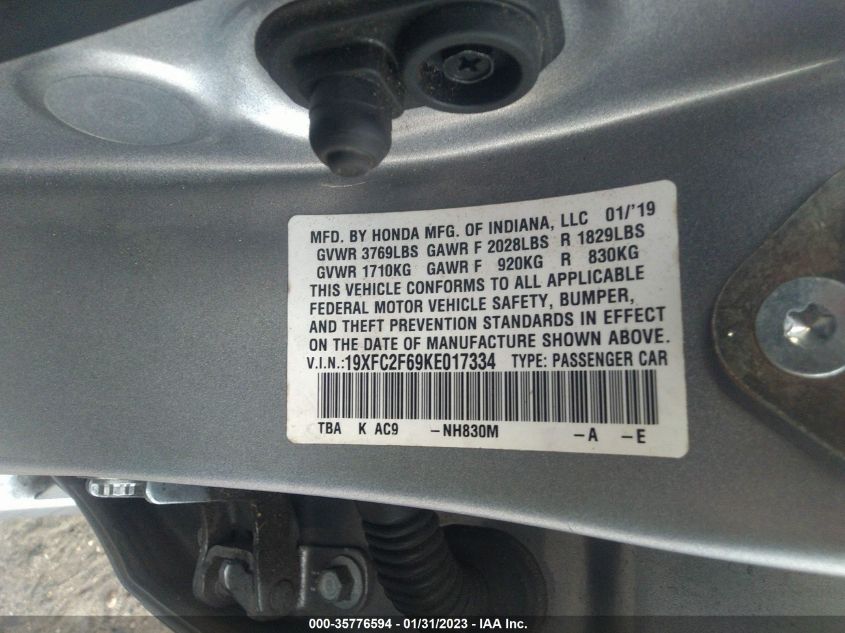 MFD. BY HONDA MFG. OF INDIANA, LLC 01/'19
GVWR 3769LBS GAWR F 2028LBS R 1829LBS
GVWR 1710KG GAWR F 920KG R 830KG
THIS VEHICLE CONFORMS TO ALL APPLICABLE
FEDERAL MOTOR VEHICLE SAFETY, BUMPER,
AND THEFT PREVENTION STANDARDS IN EFFECT
ON THE DATE OF MANUFACTURE SHOWN ABOVE.
V.I.N.:19XFC2F69KE017334 TYPE: PASSENGER CAR
TBA K AC9 -NH830M -A -E
000-35776594 - 01/31/2023 - IAA Inc.